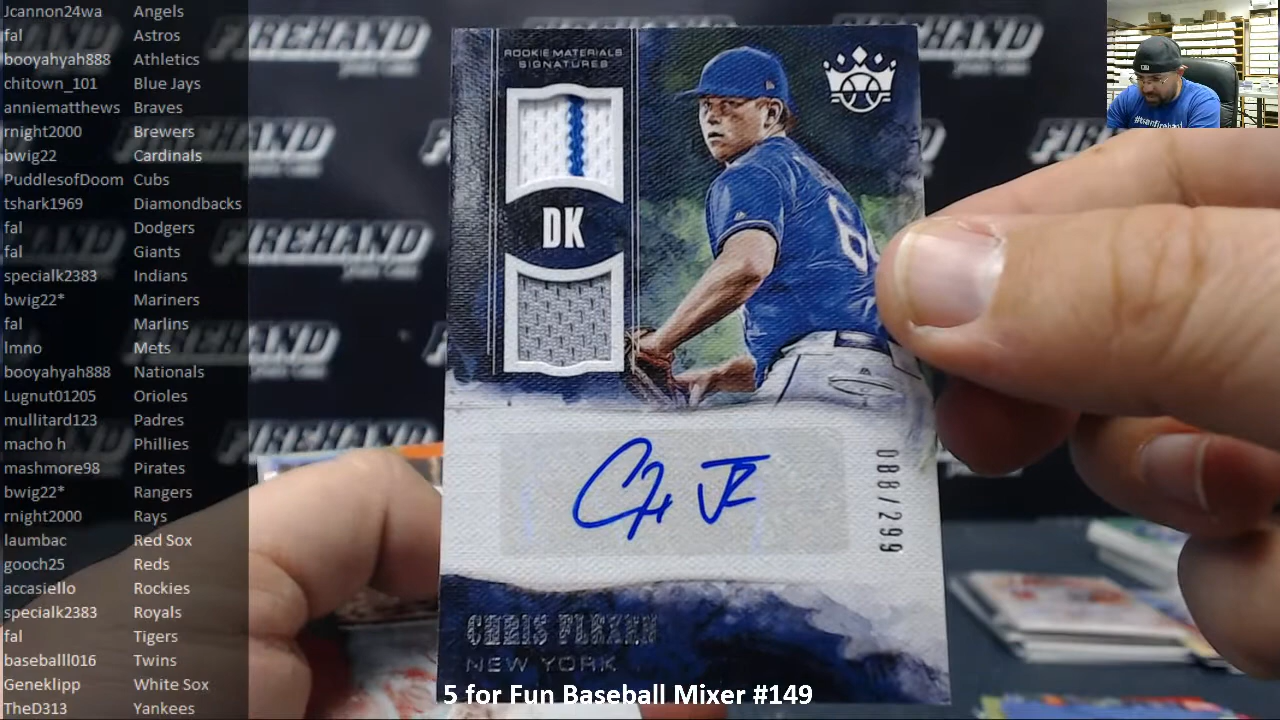 Jcannon24wa Angels
fal Astros
booyahyah888 Athletics
chitown_101 Blue Jays
anniematthews Braves
rnight2000 Brewers
bwig22 Cardinals
PuddlesofDoom Cubs
tshark1969 Diamondbacks
fal Dodgers
fal Giants
specialk2383 Indians
bwig22* Mariners
fal Marlins
lmno Mets
booyahyah888 Nationals
Lugnut01205 Orioles
mullitard123 Padres
macho h Phillies
mashmore98 Pirates
bwig22* Rangers
rnight2000 Rays
laumbac Red Sox
gooch25 Reds
accasiello Rockies
specialk2383 Royals
fal Tigers
baseballl016 Twins
Geneklipp White Sox
TheD313 Yankees
ROOKIE MATERIALS
SIGNATURES
DK
088/299
CHRIS FLEXEN
NEW YORK
5 for Fun Baseball Mixer #149
FIREHAND
FIREHAND
FIREHAND
FIREHAND